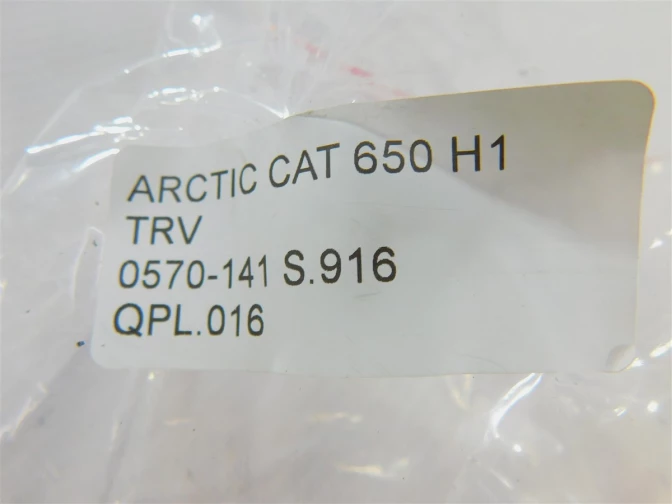 ARCTIC CAT 650 H1
TRV
0570-141 S.916
QPL.016